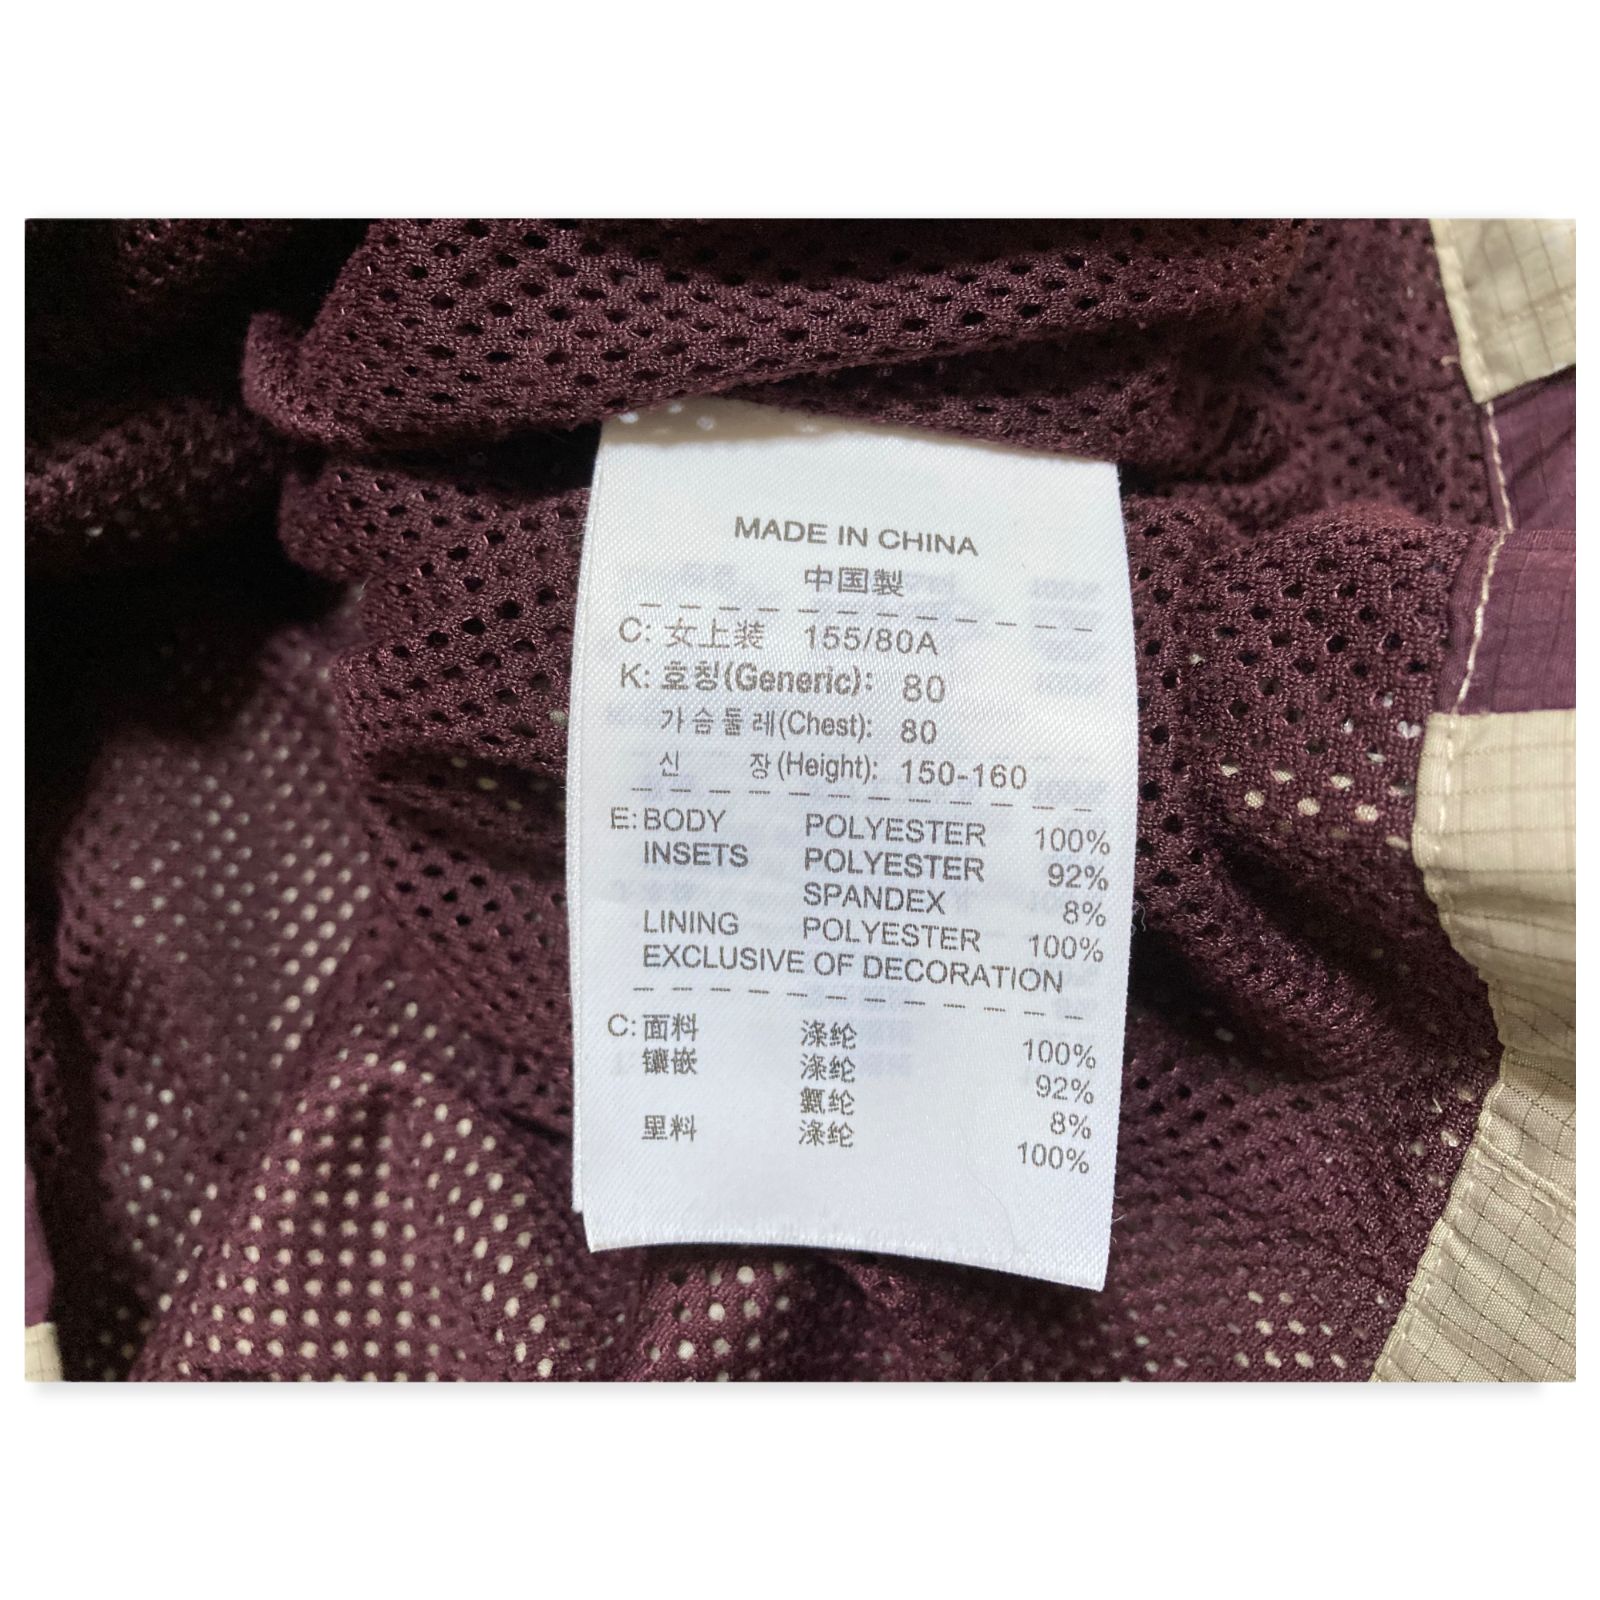 MADE IN CHINA
中国製
C: 女上装 155/80A
K: 호칭(Generic): 80
가슴둘레(Chest): 80
신 장(Height): 150-160
E: BODY POLYESTER 100%
INSETS POLYESTER 92%
SPANDEX 8%
LINING POLYESTER 100%
EXCLUSIVE OF DECORATION
C: 面料 涤纶 100%
镶嵌 涤纶 92%
氨纶 8%
里料 涤纶 100%